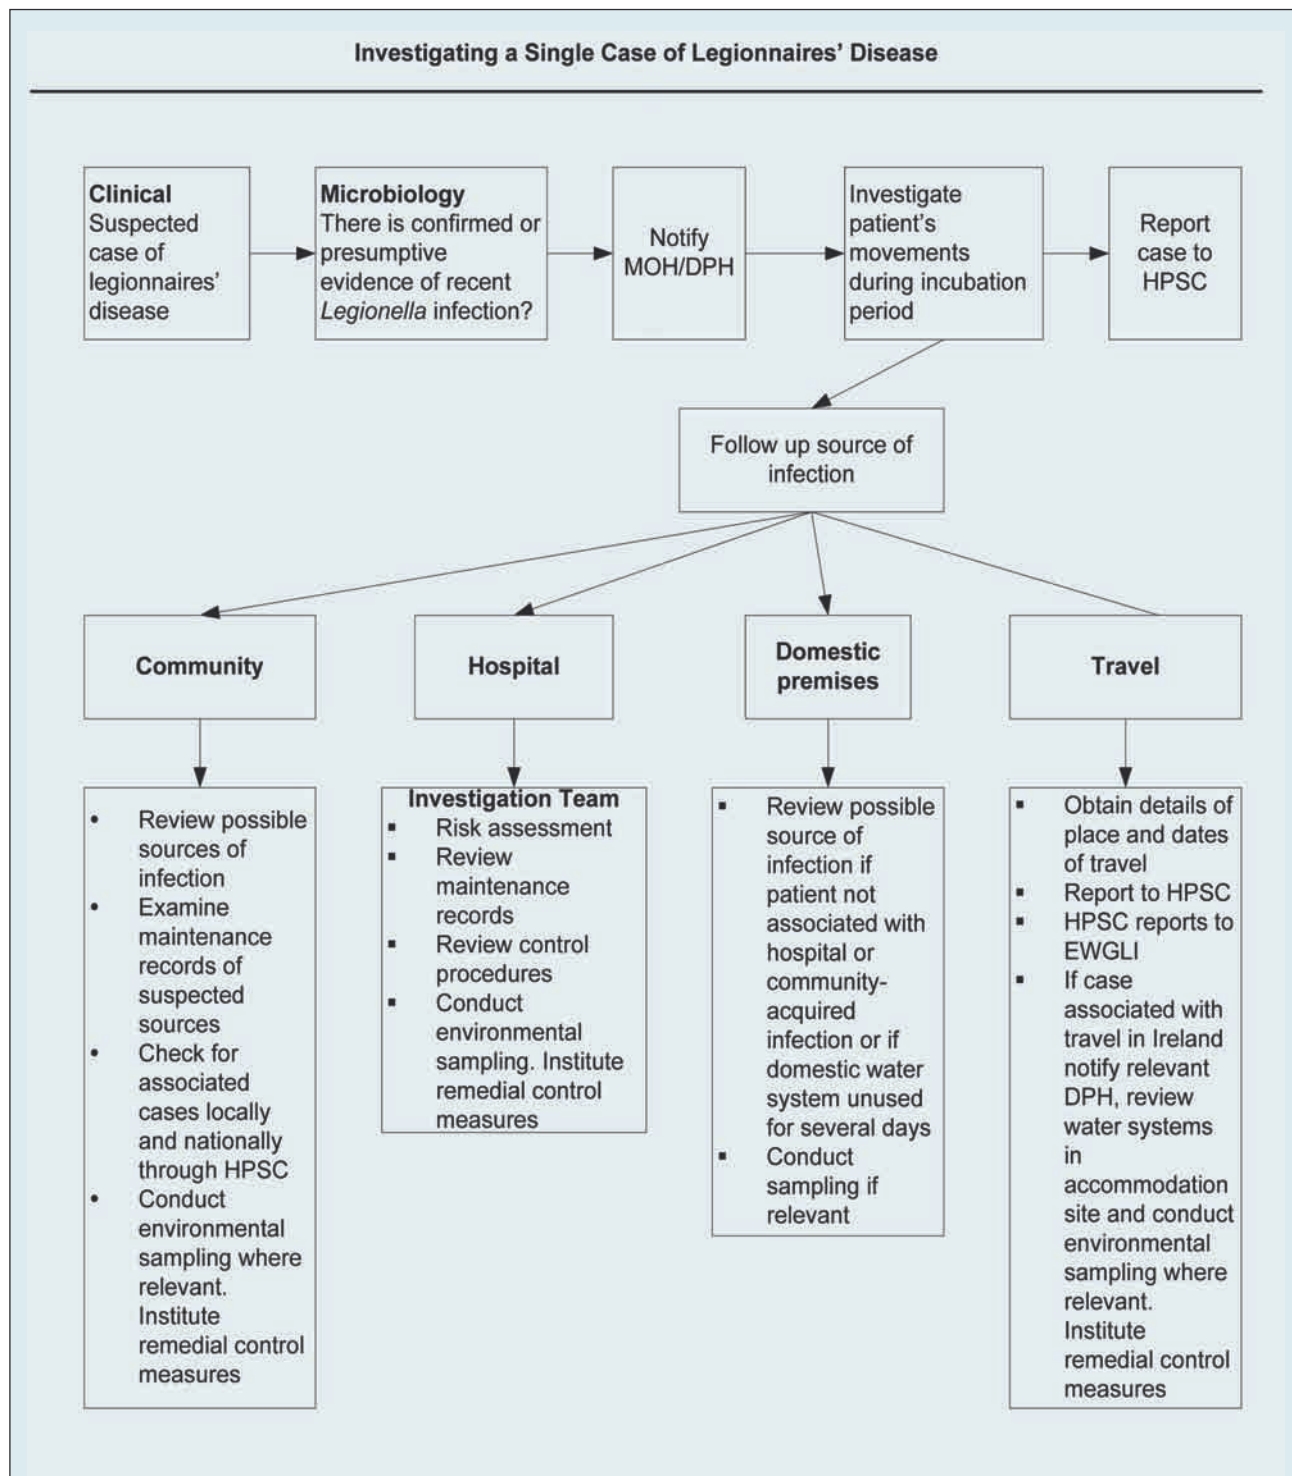 Investigating a Single Case of Legionnaires’ Disease
Clinical
Suspected
case of
legionnaires’
disease
Microbiology
There is confirmed or
presumptive
evidence of recent
Legionella infection?
Notify
MOH/DPH
Investigate
patient’s
movements
during incubation
period
Report
case to
HPSC
Follow up source of
infection
Community
Hospital
Domestic
premises
Travel
• Review possible
sources of
infection
• Examine
maintenance
records of
suspected
sources
• Check for
associated
cases locally
and nationally
through HPSC
• Conduct
environmental
sampling where
relevant.
Institute
remedial control
measures
Investigation Team
▪ Risk assessment
▪ Review
maintenance
records
▪ Review control
procedures
▪ Conduct
environmental
sampling. Institute
remedial control
measures
▪ Review possible
source of
infection if
patient not
associated with
hospital or
community-
acquired
infection or if
domestic water
system unused
for several days
▪ Conduct
sampling if
relevant
▪ Obtain details of
place and dates
of travel
▪ Report to HPSC
▪ HPSC reports to
EWGLI
▪ If case
associated with
travel in Ireland
notify relevant
DPH, review
water systems
in
accommodation
site and conduct
environmental
sampling where
relevant.
Institute
remedial control
measures